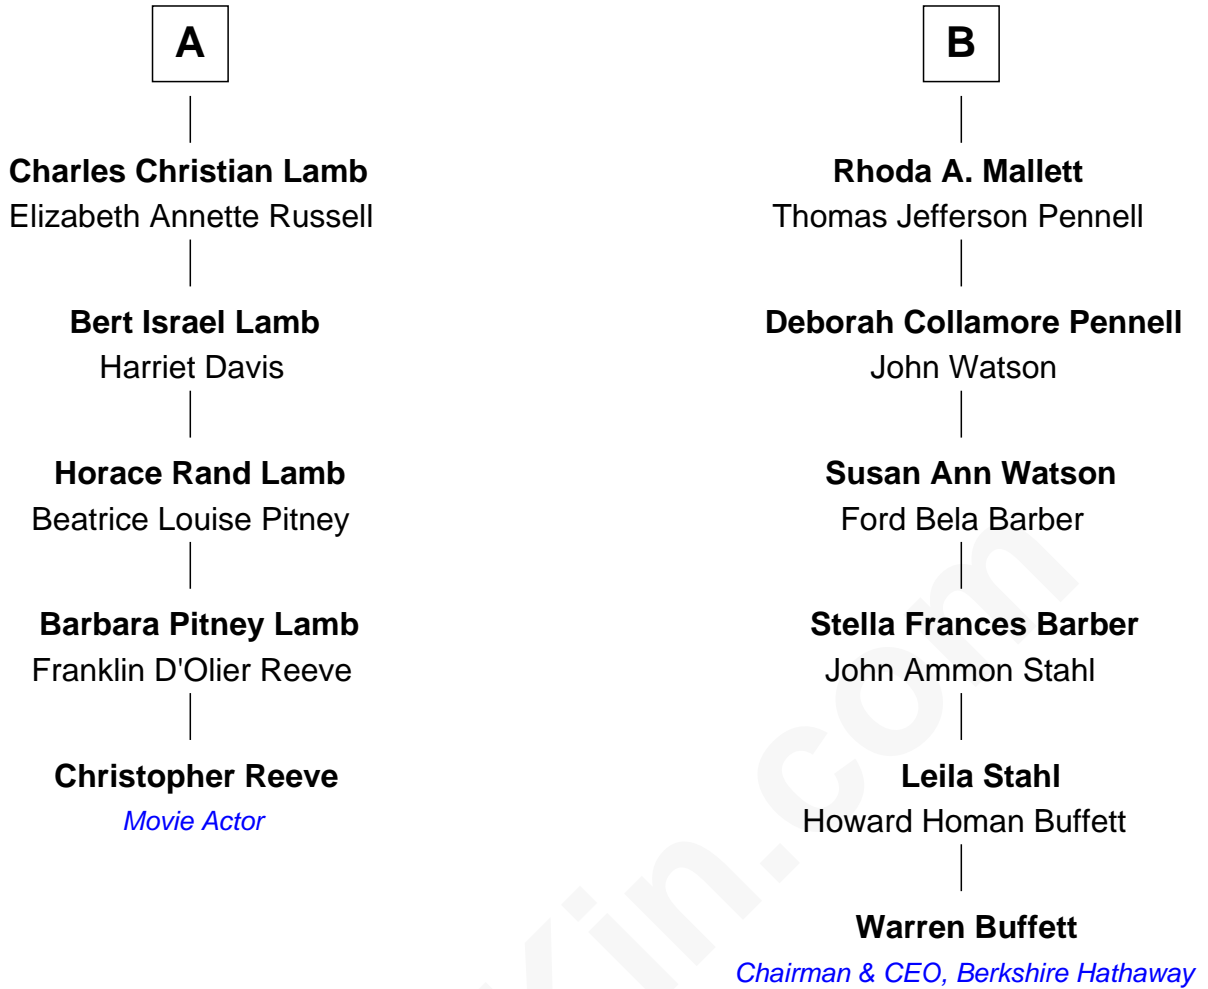 A
Charles Christian Lamb
Elizabeth Annette Russell
Bert Israel Lamb
Harriet Davis
Horace Rand Lamb
Beatrice Louise Pitney
Barbara Pitney Lamb
Franklin D'Olier Reeve
Christopher Reeve
Movie Actor
B
Rhoda A. Mallett
Thomas Jefferson Pennell
Deborah Collamore Pennell
John Watson
Susan Ann Watson
Ford Bela Barber
Stella Frances Barber
John Ammon Stahl
Leila Stahl
Howard Homan Buffett
Warren Buffett
Chairman & CEO, Berkshire Hathaway
Kin.com